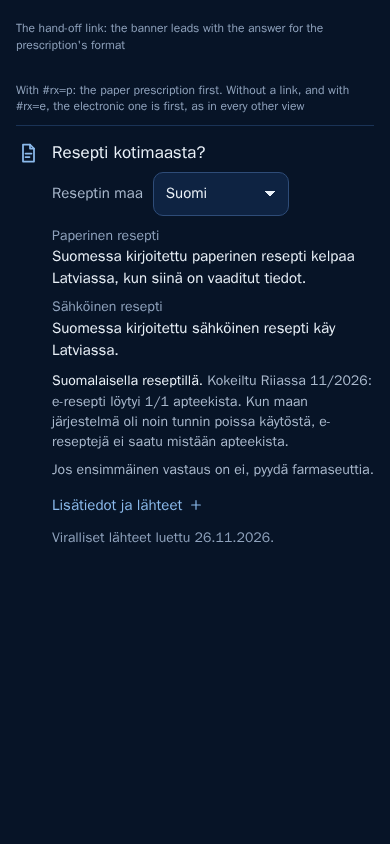 The hand-off link: the banner leads with the answer for the
prescription's format
With #rx=p: the paper prescription first. Without a link, and with
#rx=e, the electronic one is first, as in every other view
Resepti kotimaasta?
Reseptin maa Suomi
Paperinen resepti
Suomessa kirjoitettu paperinen resepti kelpaa
Latviassa, kun siinä on vaaditut tiedot.
Sähköinen resepti
Suomessa kirjoitettu sähköinen resepti käy
Latviassa.
Suomalaisella reseptillä. Kokeiltu Riiassa 11/2026:
e-resepti löytyi 1/1 apteekista. Kun maan
järjestelmä oli noin tunnin poissa käytöstä, e-
reseptejä ei saatu mistään apteekista.
Jos ensimmäinen vastaus on ei, pyydä farmaseuttia.
Lisätiedot ja lähteet +
Viralliset lähteet luettu 26.11.2026.